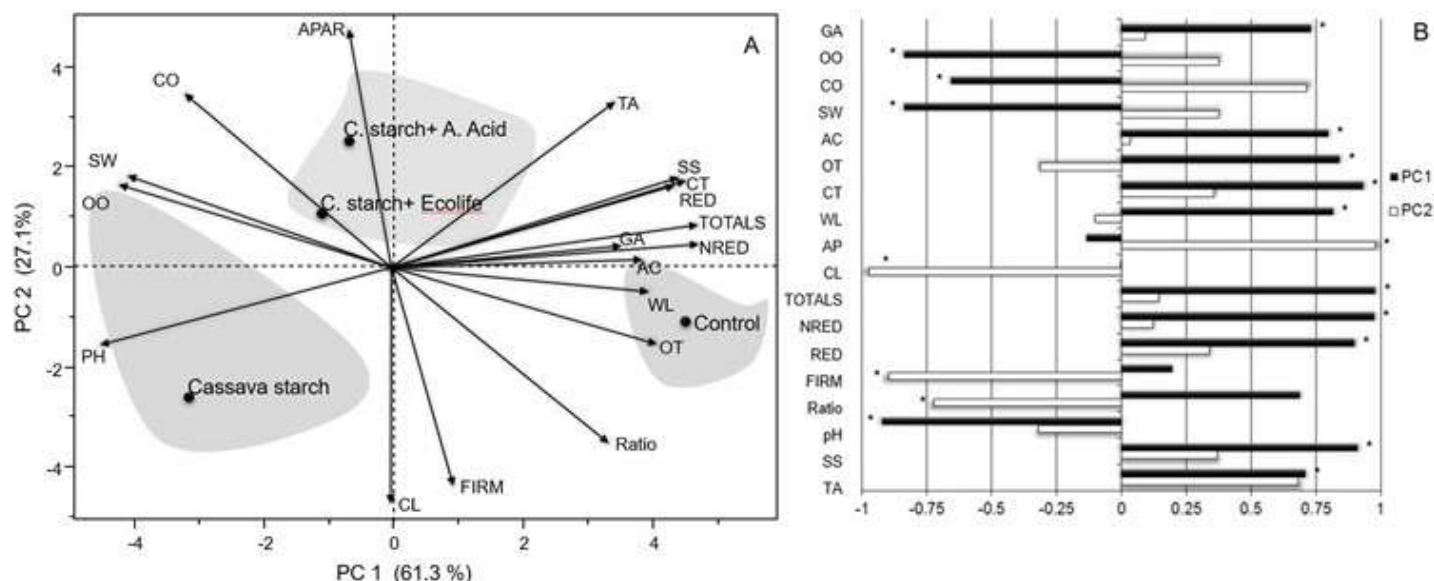 A
APAR
CO
TA
C. starch+ A. Acid
SW
SS
CT
OO
RED
C. starch+ Ecolife
TOTALS
GA
NRED
AC
WL
Control
PH
OT
Cassava starch
Ratio
FIRM
CL
4
2
0
-2
-4
PC 2 (27.1%)
-4 -2 0 2 4
PC 1 (61.3 %)
B
GA *
OO *
CO *
SW *
AC *
OT *
CT *
WL *
AP *
CL *
TOTALS *
NRED *
RED *
FIRM *
Ratio *
pH *
SS *
TA *
PC1
PC2
-1 -0.75 -0.5 -0.25 0 0.25 0.5 0.75 1